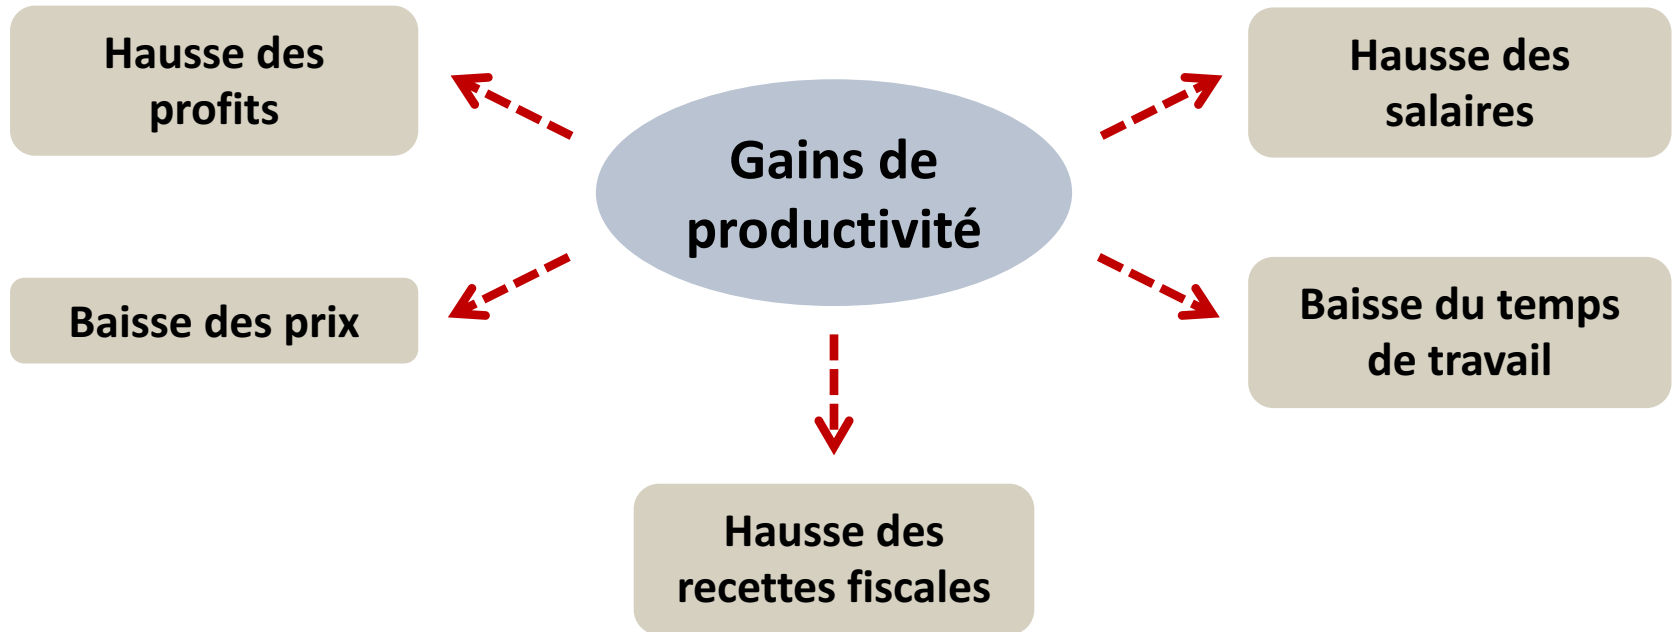 Hausse des
profits
Gains de
productivité
Hausse des
salaires
Baisse des prix
Baisse du temps
de travail
Hausse des
recettes fiscales